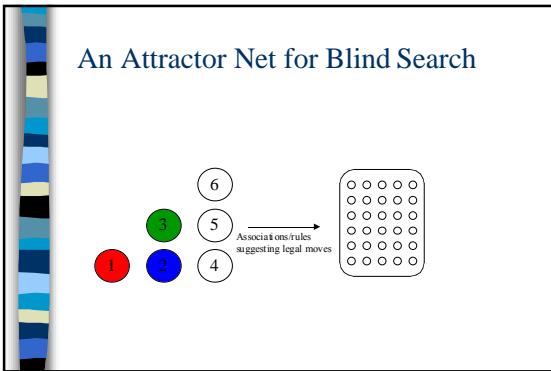 An Attractor Net for Blind Search
6
3
5
Associations/rules
suggesting legal moves
1
2
4